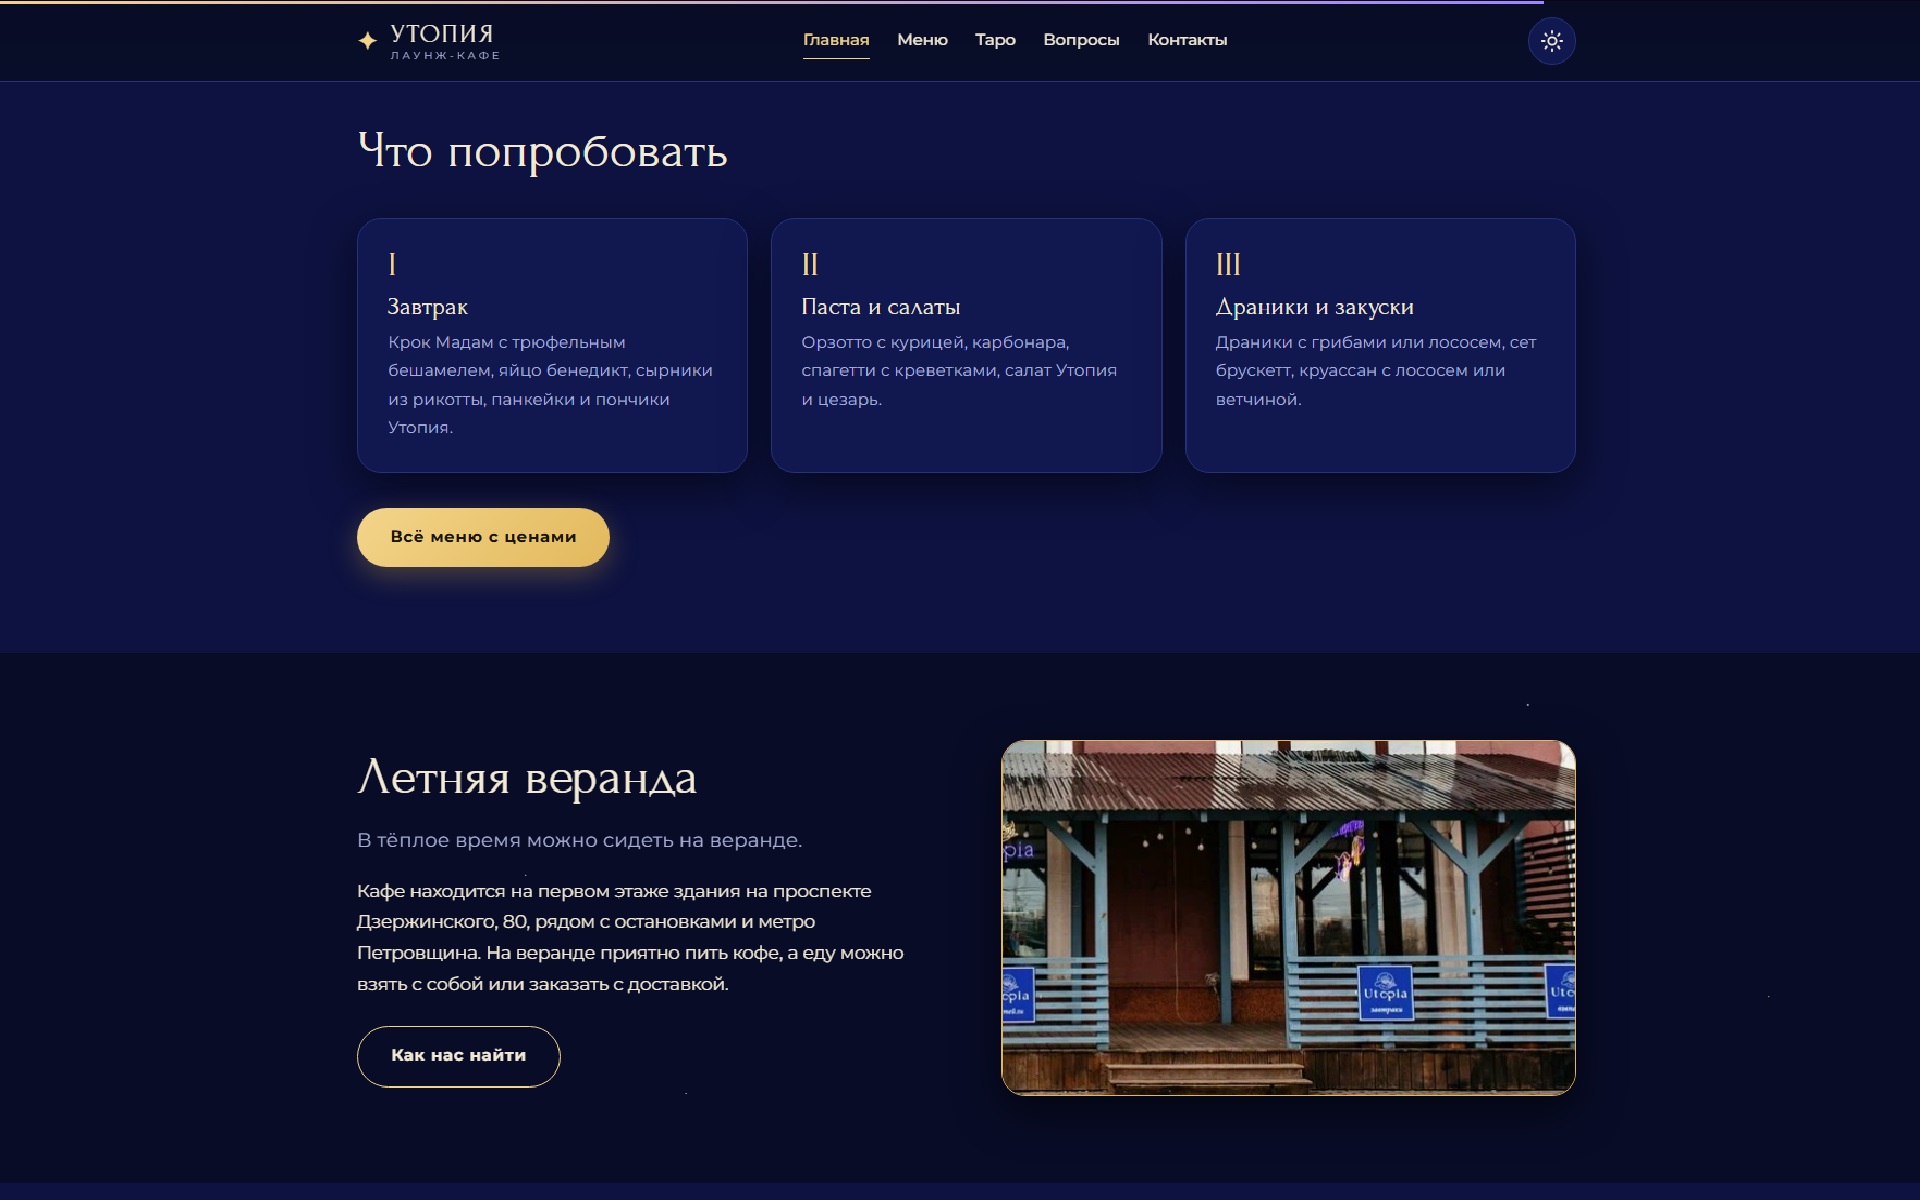 УТОПИЯ
ЛАУНЖ-КАФЕ
Главная Меню Таро Вопросы Контакты
Что попробовать
I
Завтрак
Крок Мадам с трюфельным
бешамелем, яйцо бенедикт, сырники
из рикотты, панкейки и пончики
Утопия.
II
Паста и салаты
Орзотто с курицей, карбонара,
спагетти с креветками, салат Утопия
и цезарь.
III
Драники и закуски
Драники с грибами или лососем, сет
брускетт, круассан с лососем или
ветчиной.
Всё меню с ценами
Летняя веранда
В тёплое время можно сидеть на веранде.
Кафе находится на первом этаже здания на проспекте
Дзержинского, 80, рядом с остановками и метро
Петровщина. На веранде приятно пить кофе, а еду можно
взять с собой или заказать с доставкой.
Как нас найти
pia
Utopia
завтраки